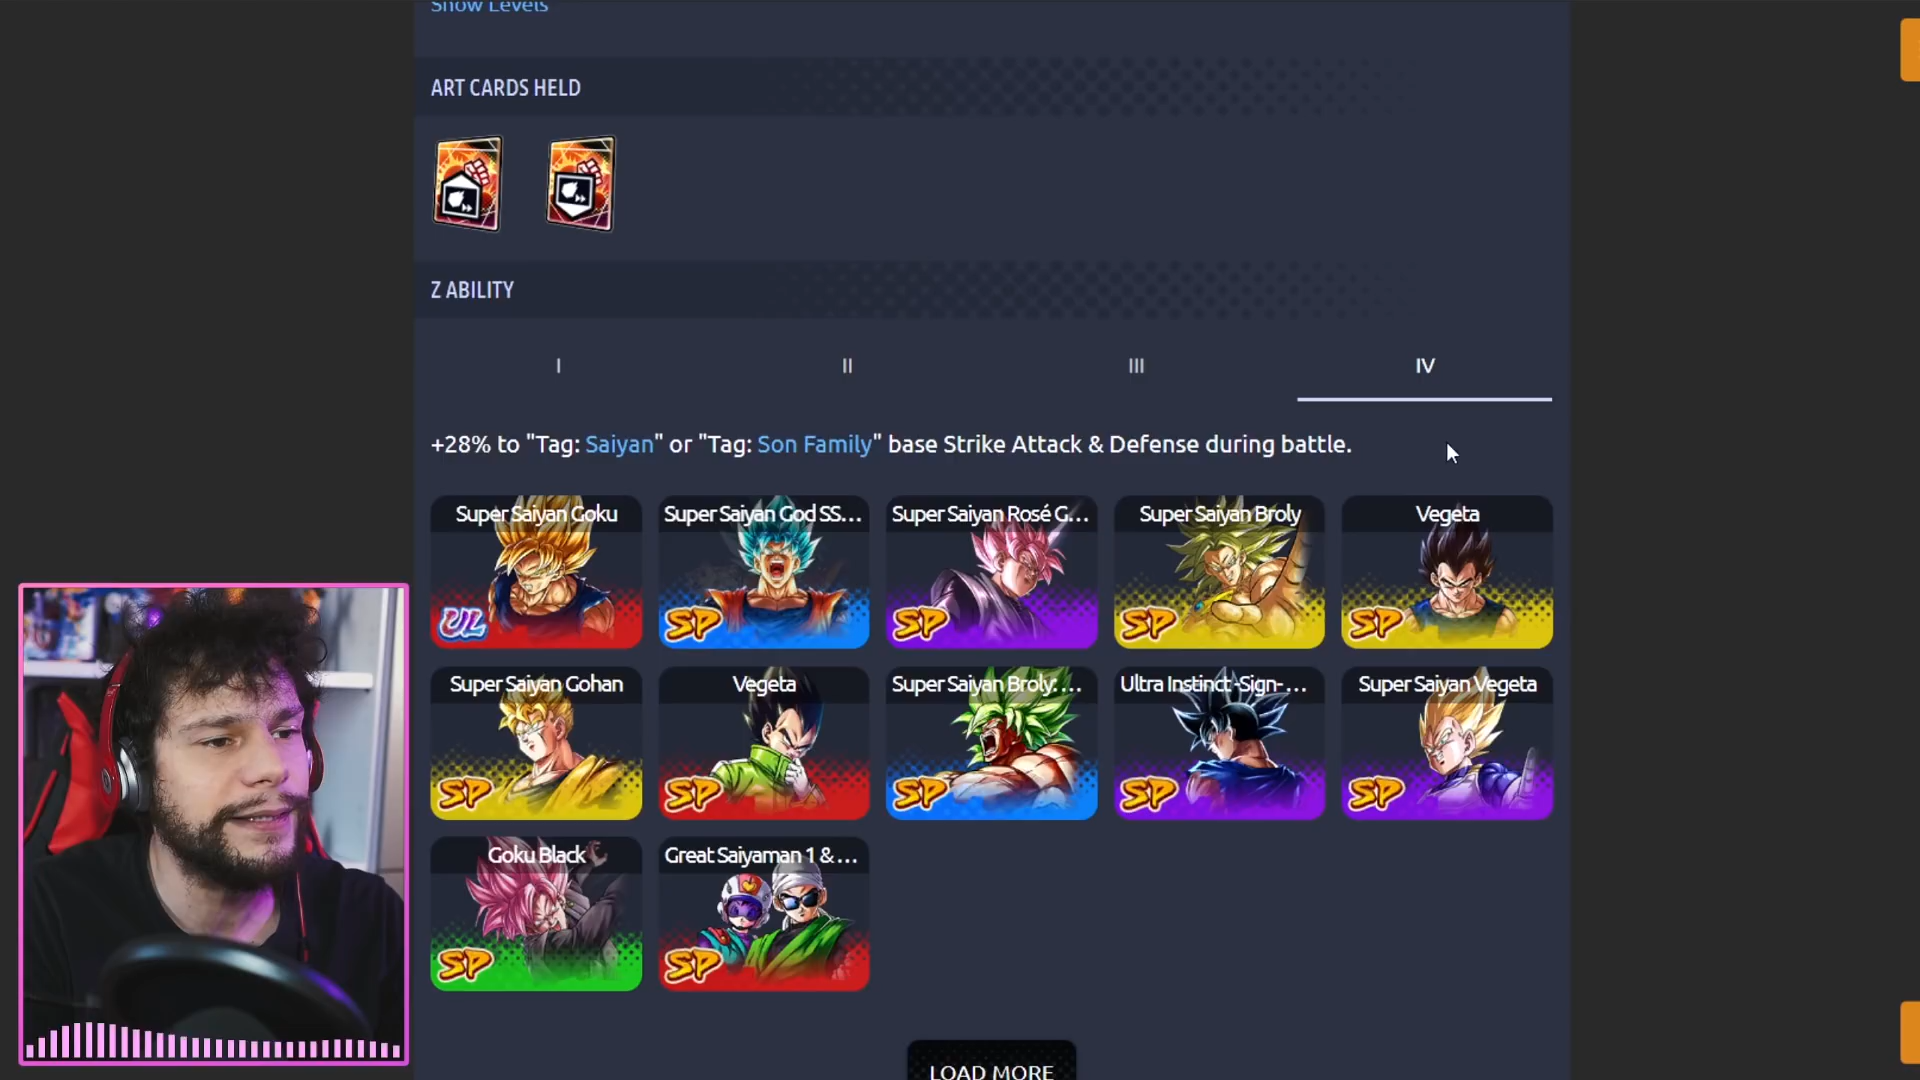 Show Levels
ART CARDS HELD
Z ABILITY
I II III IV
+28% to "Tag: Saiyan" or "Tag: Son Family" base Strike Attack & Defense during battle.
Super Saiyan Goku
UL
Super Saiyan God SS...
SP
Super Saiyan Rosé G...
SP
Super Saiyan Broly
SP
Vegeta
SP
Super Saiyan Gohan
SP
Vegeta
SP
Super Saiyan Broly: ...
SP
Ultra Instinct -Sign- ...
SP
Super Saiyan Vegeta
SP
Goku Black
SP
Great Saiyaman 1 & ...
SP
LOAD MORE